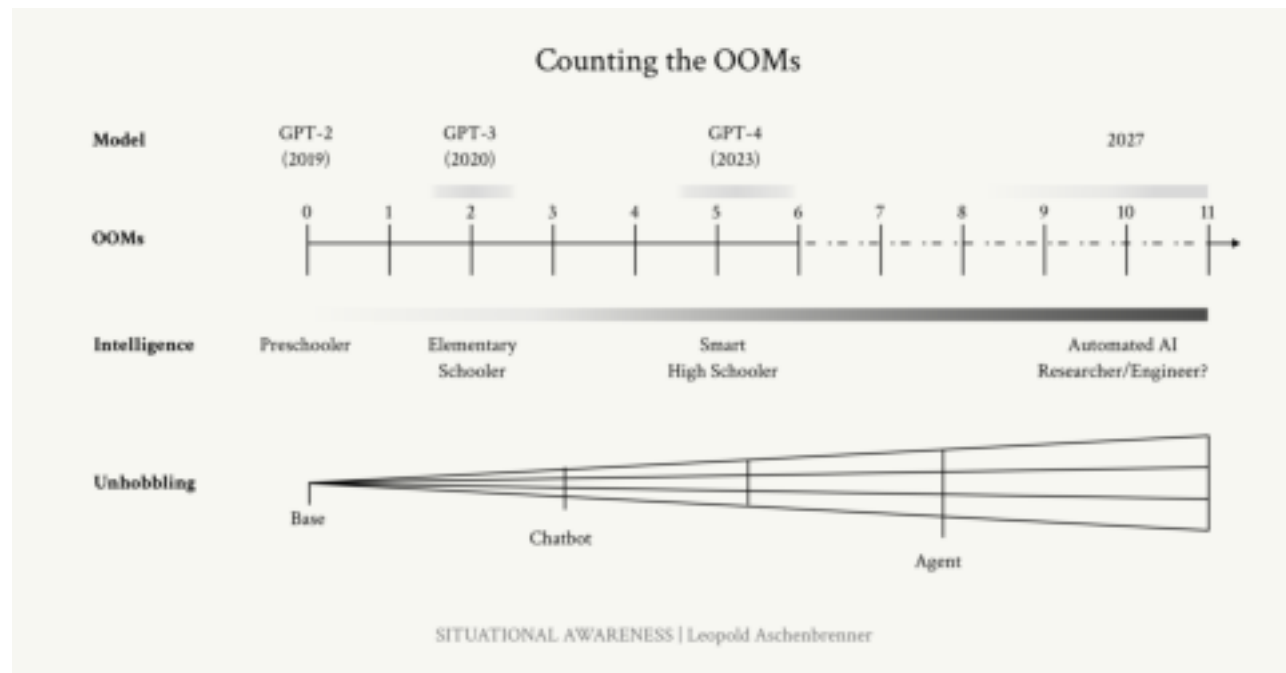 Counting the OOMs
Model
GPT-2
(2019)
GPT-3
(2020)
GPT-4
(2023)
2027
OOMs
0 1 2 3 4 5 6 7 8 9 10 11
Intelligence
Preschooler
Elementary
Schooler
Smart
High Schooler
Automated AI
Researcher/Engineer?
Unhobbling
Base
Chatbot
Agent
SITUATIONAL AWARENESS | Leopold Aschenbrenner